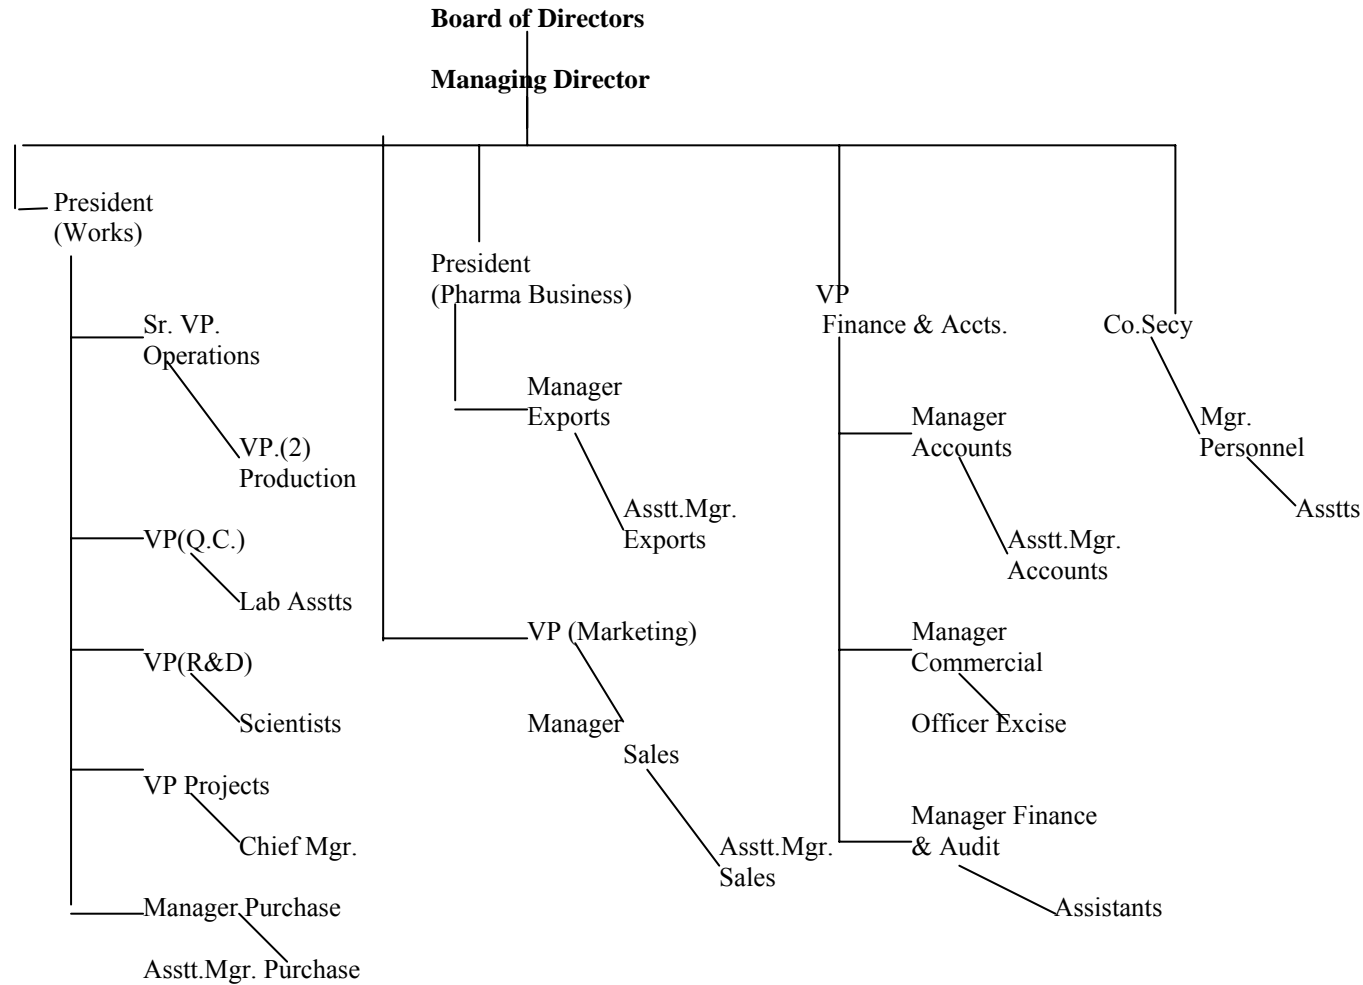 Board of Directors
Managing Director
President
(Works)
Sr. VP.
Operations
VP.(2)
Production
VP(Q.C.)
Lab Asstts
VP(R&D)
Scientists
VP Projects
Chief Mgr.
Manager Purchase
Asstt.Mgr. Purchase
President
(Pharma Business)
Manager
Exports
Asstt.Mgr.
Exports
VP (Marketing)
Manager
Sales
Asstt.Mgr.
Sales
VP
Finance & Accts.
Manager
Accounts
Asstt.Mgr.
Accounts
Manager
Commercial
Officer Excise
Manager Finance
& Audit
Assistants
Co.Secy
Mgr.
Personnel
Asstts